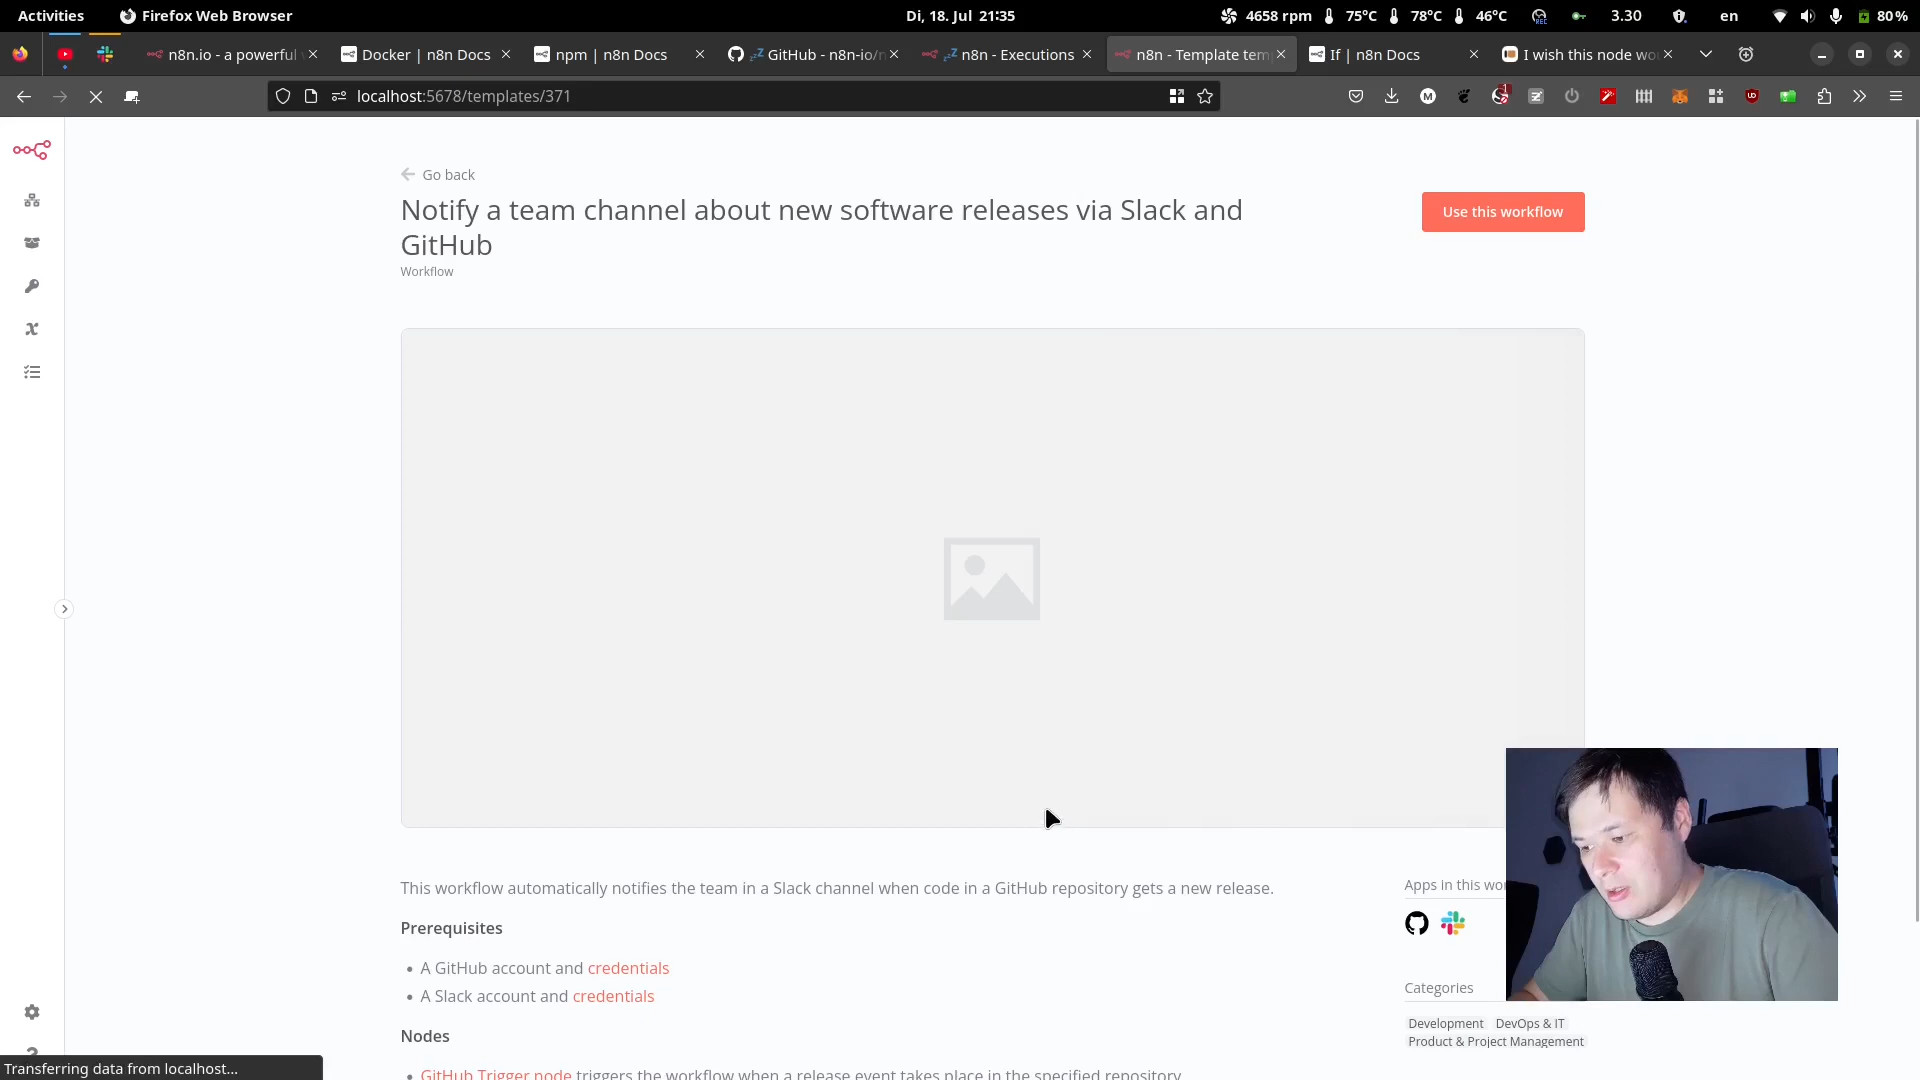 Activities
Firefox Web Browser
Di, 18. Jul 21:35
4658 rpm
75°C
78°C
46°C
3.30
en
80%
n8n.io - a powerful
Docker | n8n Docs
npm | n8n Docs
GitHub - n8n-io/n
n8n - Executions
n8n - Template tem
If | n8n Docs
I wish this node wo
localhost:5678/templates/371
Go back
Notify a team channel about new software releases via Slack and
GitHub
Use this workflow
Workflow
This workflow automatically notifies the team in a Slack channel when code in a GitHub repository gets a new release.
Apps in this wo
Prerequisites
• A GitHub account and credentials
• A Slack account and credentials
Categories
Development
DevOps & IT
Product & Project Management
Nodes
• GitHub Trigger node triggers the workflow when a release event takes place in the specified repository
Transferring data from localhost...